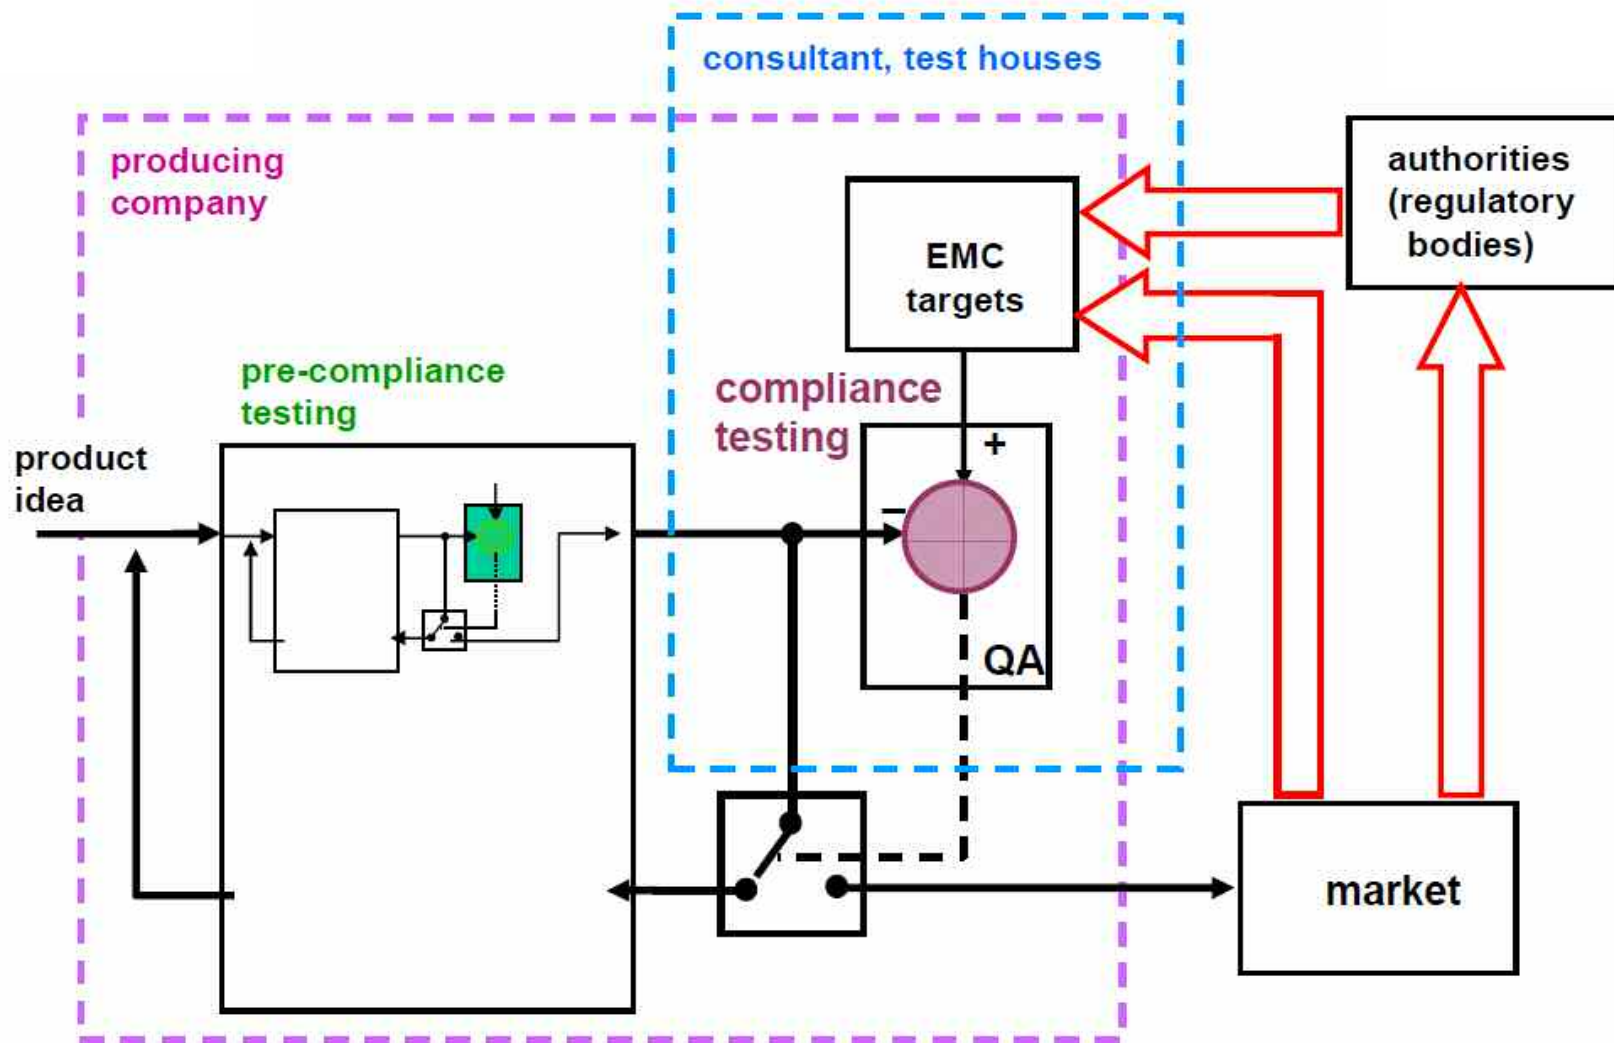 consultant, test houses
producing
company
authorities
(regulatory
bodies)
EMC
targets
pre-compliance
testing
compliance
testing
+
product
idea
–
QA
market